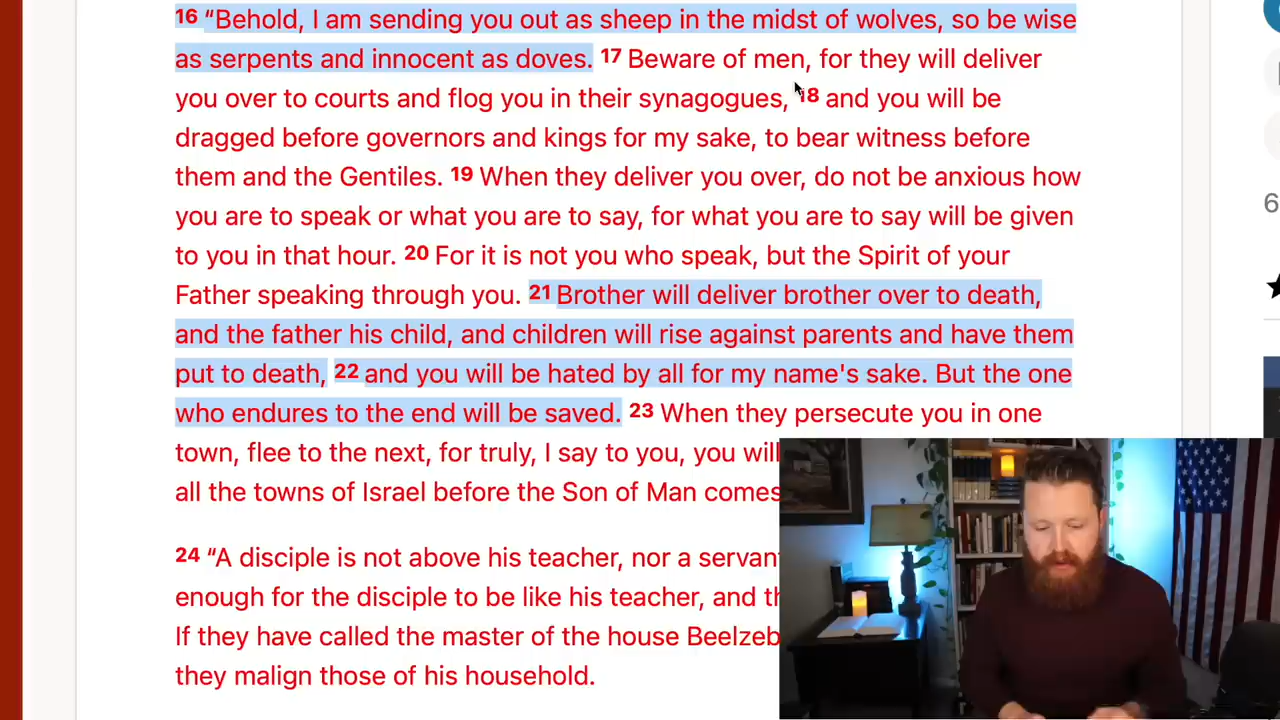 16 “Behold, I am sending you out as sheep in the midst of wolves, so be wise
as serpents and innocent as doves. 17 Beware of men, for they will deliver
you over to courts and flog you in their synagogues, 18 and you will be
dragged before governors and kings for my sake, to bear witness before
them and the Gentiles. 19 When they deliver you over, do not be anxious how
you are to speak or what you are to say, for what you are to say will be given
to you in that hour. 20 For it is not you who speak, but the Spirit of your
Father speaking through you. 21 Brother will deliver brother over to death,
and the father his child, and children will rise against parents and have them
put to death, 22 and you will be hated by all for my name's sake. But the one
who endures to the end will be saved. 23 When they persecute you in one
town, flee to the next, for truly, I say to you, you will
all the towns of Israel before the Son of Man comes
24 “A disciple is not above his teacher, nor a servant
enough for the disciple to be like his teacher, and
If they have called the master of the house
they malign those of his household.
6